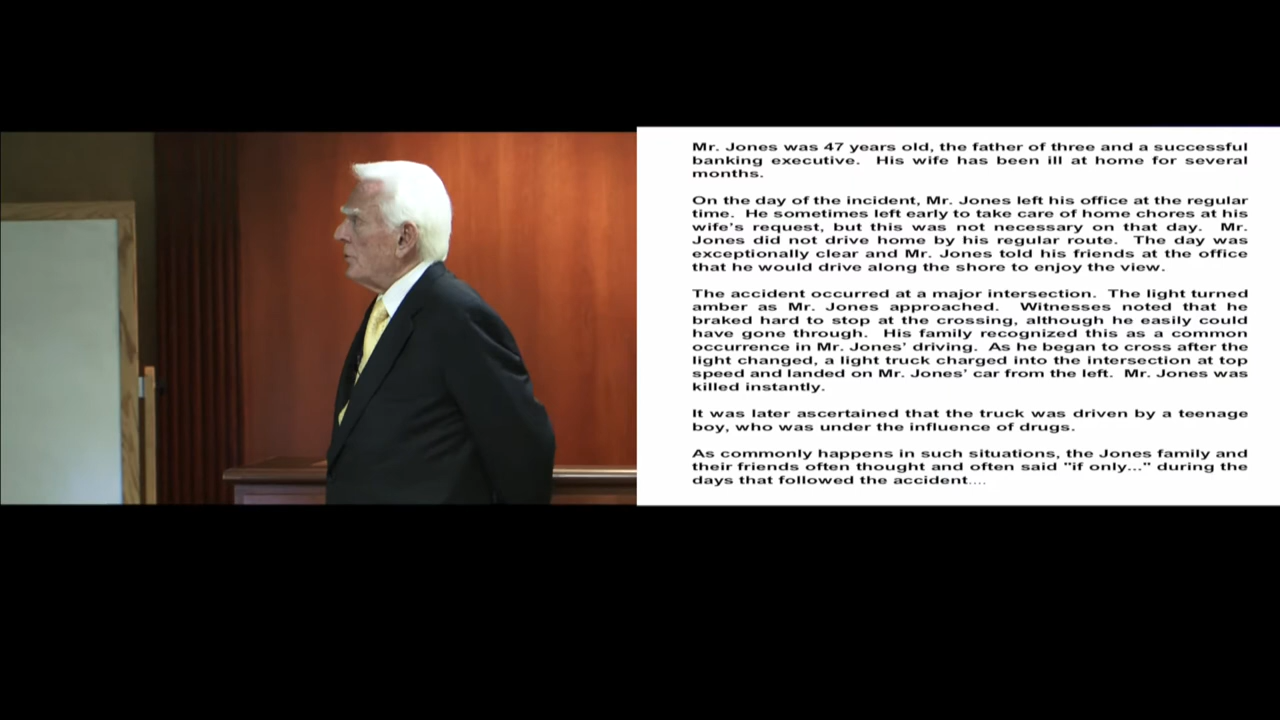 Mr. Jones was 47 years old, the father of three and a successful
banking executive. His wife has been ill at home for several
months.
On the day of the incident, Mr. Jones left his office at the regular
time. He sometimes left early to take care of home chores at his
wife's request, but this was not necessary on that day. Mr.
Jones did not drive home by his regular route. The day was
exceptionally clear and Mr. Jones told his friends at the office
that he would drive along the shore to enjoy the view.
The accident occurred at a major intersection. The light turned
amber as Mr. Jones approached. Witnesses noted that he
braked hard to stop at the crossing, although he easily could
have gone through. His family recognized this as a common
occurrence in Mr. Jones' driving. As he began to cross after the
light changed, a light truck charged into the intersection at top
speed and landed on Mr. Jones' car from the left. Mr. Jones was
killed instantly.
It was later ascertained that the truck was driven by a teenage
boy, who was under the influence of drugs.
As commonly happens in such situations, the Jones family and
their friends often thought and often said "if only..." during the
days that followed the accident....